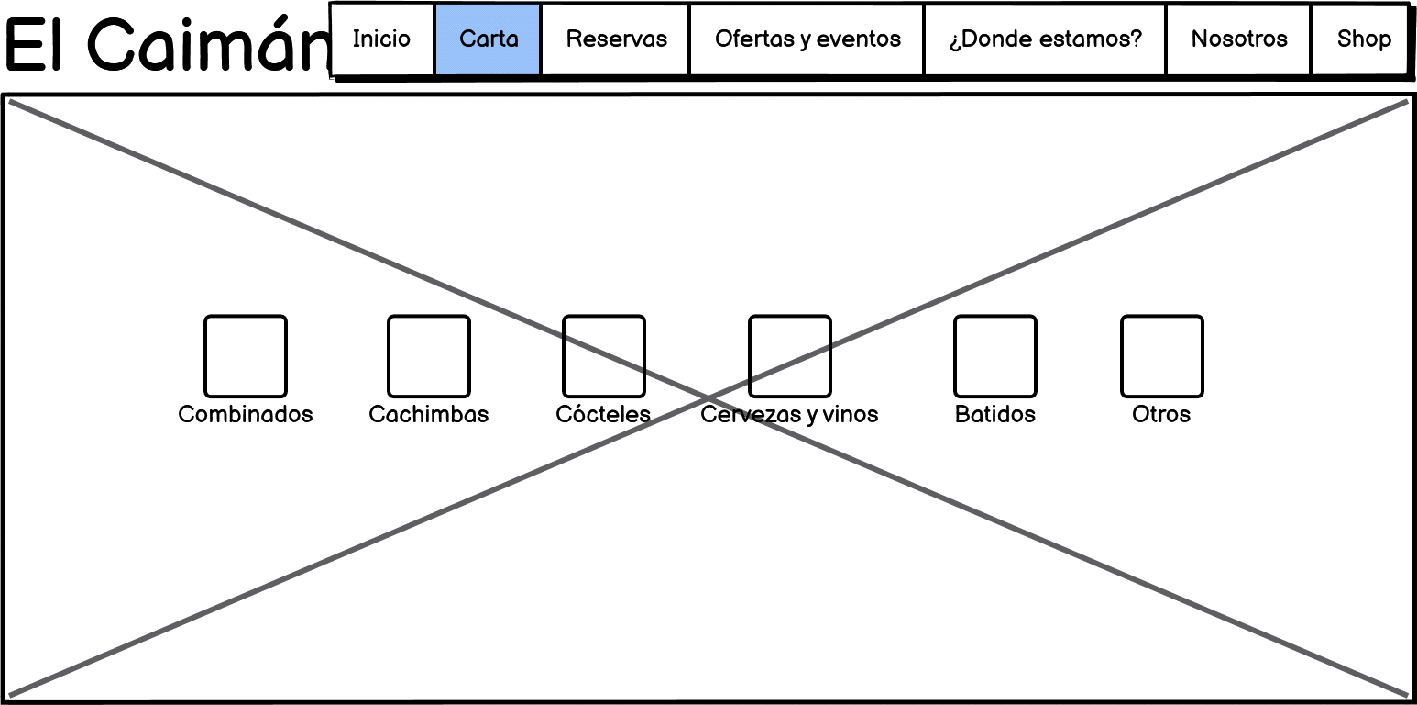 El Caimán
Inicio Carta Reservas Ofertas y eventos ¿Donde estamos? Nosotros Shop
Combinados Cachimbas Cócteles Cervezas y vinos Batidos Otros